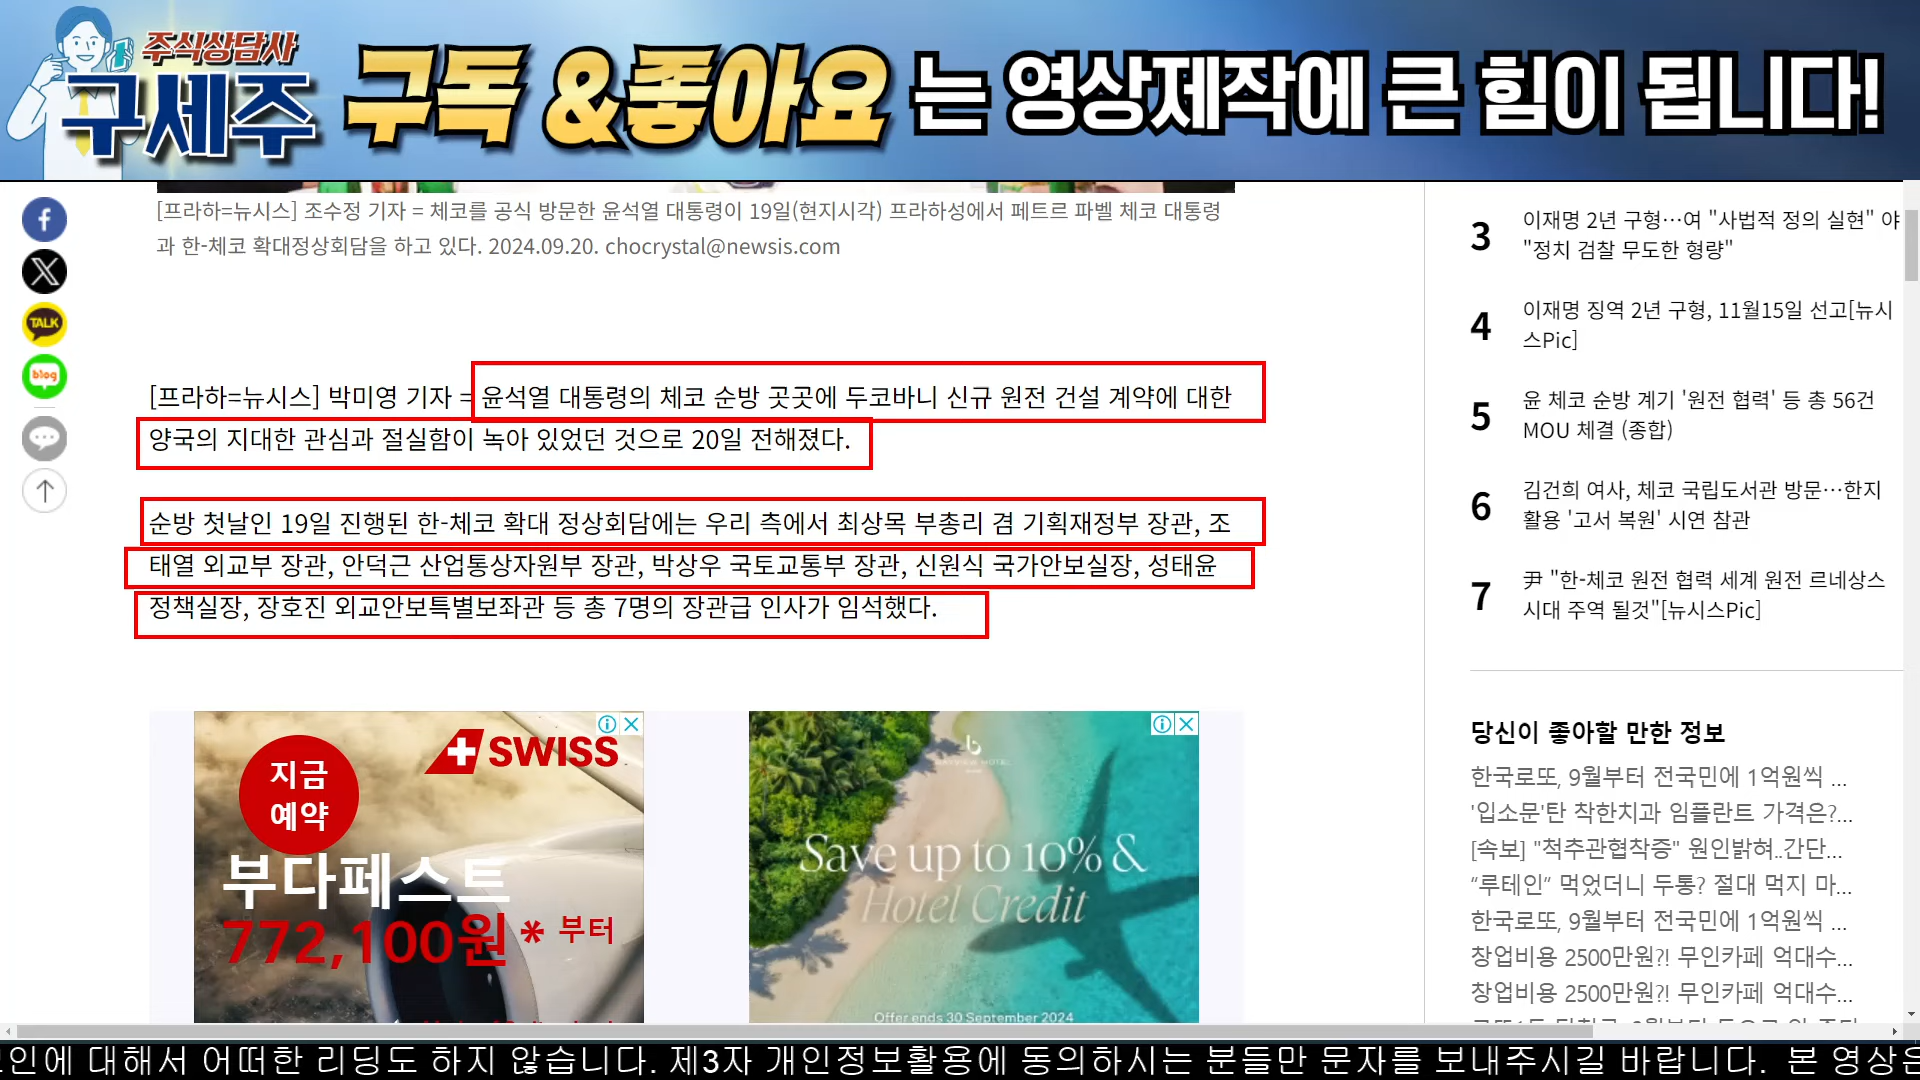 주식상담사
구세주
구독 &좋아요 는 영상제작에 큰 힘이 됩니다!
[프라하=뉴시스] 조수정 기자 = 체코를 공식 방문한 윤석열 대통령이 19일(현지시각) 프라하성에서 페트르 파벨 체코 대통령
과 한-체코 확대정상회담을 하고 있다. 2024.09.20. chocrystal@newsis.com
TALK
blog
[프라하=뉴시스] 박미영 기자 = 윤석열 대통령의 체코 순방 곳곳에 두코바니 신규 원전 건설 계약에 대한
양국의 지대한 관심과 절실함이 녹아 있었던 것으로 20일 전해졌다.
순방 첫날인 19일 진행된 한-체코 확대 정상회담에는 우리 측에서 최상목 부총리 겸 기획재정부 장관, 조
태열 외교부 장관, 안덕근 산업통상자원부 장관, 박상우 국토교통부 장관, 신원식 국가안보실장, 성태윤
정책실장, 장호진 외교안보특별보좌관 등 총 7명의 장관급 인사가 임석했다.
SWISS
지금
예약
부다페스트
772,100원* 부터
Save up to 10% &
Hotel Credit
Offer ends 30 September 2024
3
이재명 2년 구형…여 "사법적 정의 실현" 야
"정치 검찰 무도한 형량"
4
이재명 징역 2년 구형, 11월15일 선고[뉴시
스Pic]
5
윤 체코 순방 계기 '원전 협력' 등 총 56건
MOU 체결 (종합)
6
김건희 여사, 체코 국립도서관 방문…한지
활용 '고서 복원' 시연 참관
7
尹 "한-체코 원전 협력 세계 원전 르네상스
시대 주역 될것"[뉴시스Pic]
당신이 좋아할 만한 정보
한국로또, 9월부터 전국민에 1억원씩 ...
'입소문'탄 착한치과 임플란트 가격은?...
[속보] "척추관협착증" 원인밝혀..간단...
“루테인” 먹었더니 두통? 절대 먹지 마...
한국로또, 9월부터 전국민에 1억원씩 ...
창업비용 2500만원?! 무인카페 억대수...
창업비용 2500만원?! 무인카페 억대수...
인에 대해서 어떠한 리딩도 하지 않습니다. 제3자 개인정보활용에 동의하시는 분들만 문자를 보내주시길 바랍니다. 본 영상은